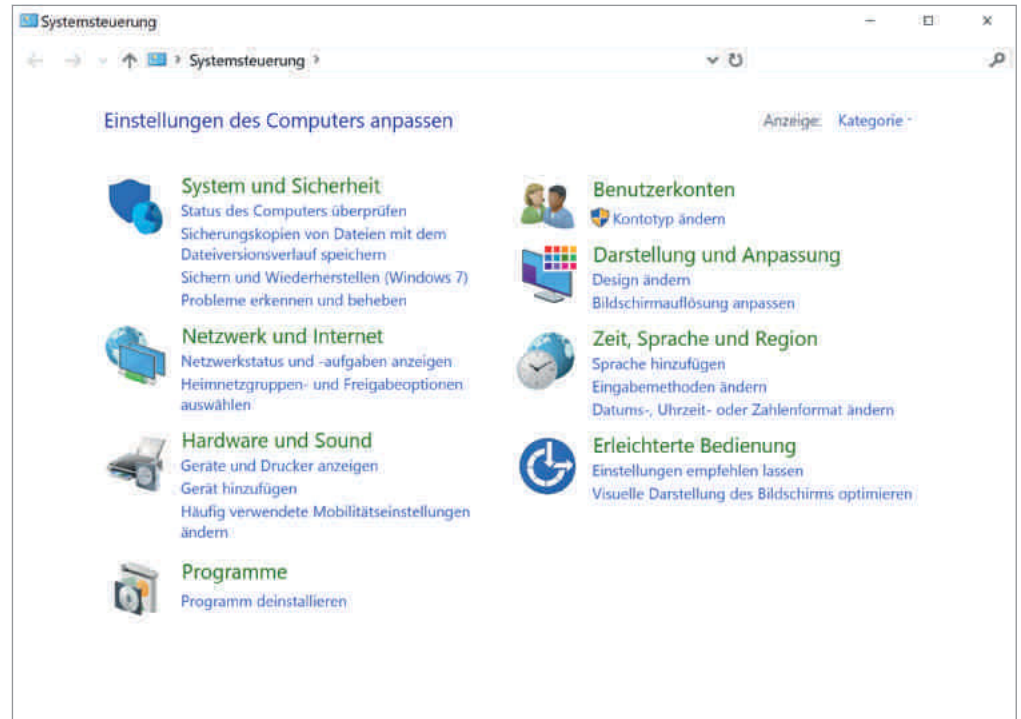 Systemsteuerung
Systemsteuerung
Einstellungen des Computers anpassen
Anzeige: Kategorie
System und Sicherheit
Status des Computers überprüfen
Sicherungskopien von Dateien mit dem
Dateiversionsverlauf speichern
Sichern und Wiederherstellen (Windows 7)
Probleme erkennen und beheben
Netzwerk und Internet
Netzwerkstatus und -aufgaben anzeigen
Heimnetzgruppen- und Freigabeoptionen
auswählen
Hardware und Sound
Geräte und Drucker anzeigen
Gerät hinzufügen
Häufig verwendete Mobilitätseinstellungen
ändern
Programme
Programm deinstallieren
Benutzerkonten
Kontotyp ändern
Darstellung und Anpassung
Design ändern
Bildschirmauflösung anpassen
Zeit, Sprache und Region
Sprache hinzufügen
Eingabemethoden ändern
Datums-, Uhrzeit- oder Zahlenformat ändern
Erleichterte Bedienung
Einstellungen empfehlen lassen
Visuelle Darstellung des Bildschirms optimieren